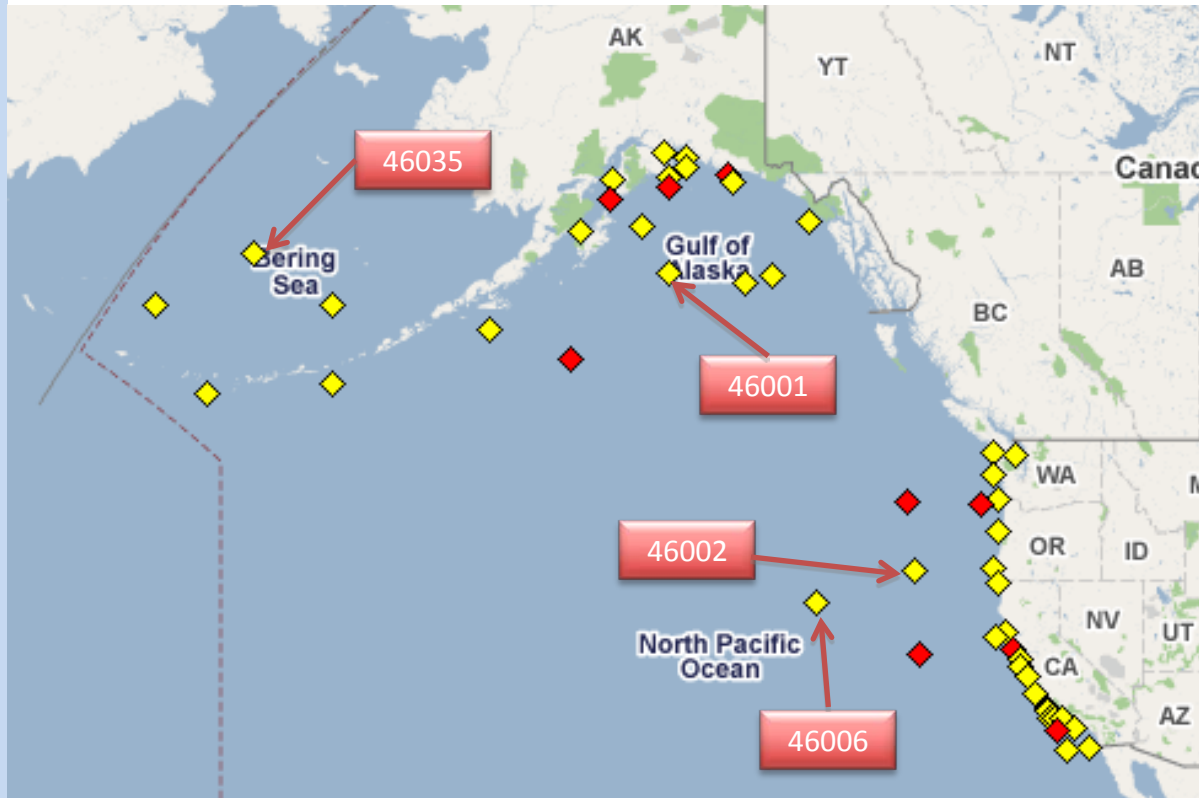 AK
NT
YT
46035
Canad
Gulf of
Alaska
Bering
Sea
AB
BC
46001
WA
M
46002
OR
ID
NV
UT
North Pacific
Ocean
CA
AZ
46006